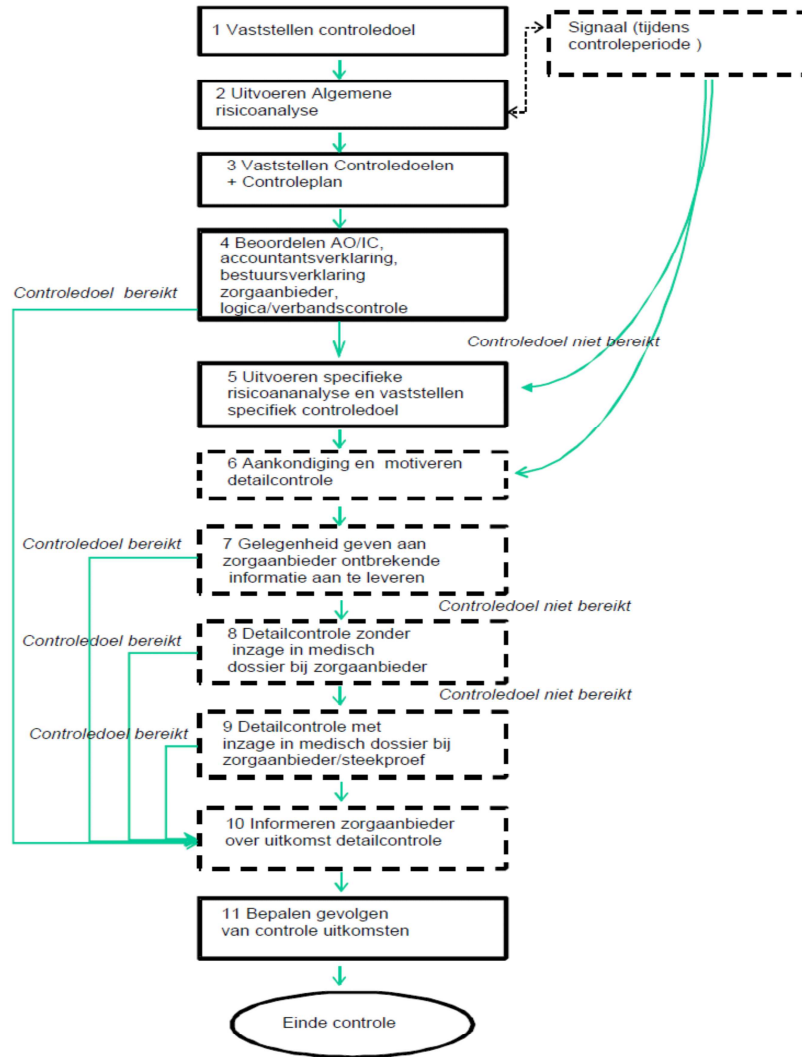 1 Vaststellen controledoel
Signaal (tijdens
controleperiode )
2 Uitvoeren Algemene
risicoanalyse
3 Vaststellen Controledoelen
+ Controleplan
4 Beoordelen AO/IC,
accountantsverklaring,
bestuursverklaring
zorgaanbieder,
logica/verbandscontrole
Controledoel bereikt
Controledoel niet bereikt
5 Uitvoeren specifieke
risicoananalyse en vaststellen
specifiek controledoel
6 Aankondiging en motiveren
detailcontrole
Controledoel bereikt
7 Gelegenheid geven aan
zorgaanbieder ontbrekende
informatie aan te leveren
Controledoel niet bereikt
Controledoel bereikt
8 Detailcontrole zonder
inzage in medisch
dossier bij zorgaanbieder
Controledoel niet bereikt
Controledoel bereikt
9 Detailcontrole met
inzage in medisch dossier bij
zorgaanbieder/steekproef
10 Informeren zorgaanbieder
over uitkomst detailcontrole
11 Bepalen gevolgen
van controle uitkomsten
Einde controle